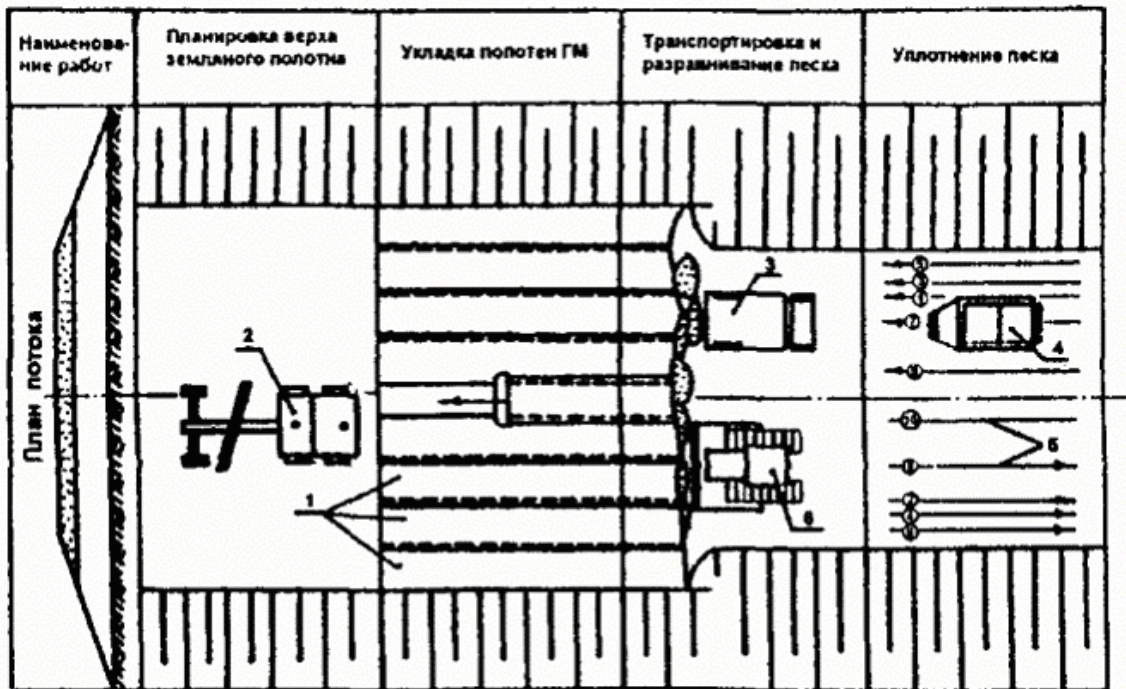 Наименова-
ние работ
Планировка верха
земляного полотна
Укладка полотен ГМ
Транспортировка и
разравнивание песка
Уплотнение песка
План потока
1
2
3
4
5
6